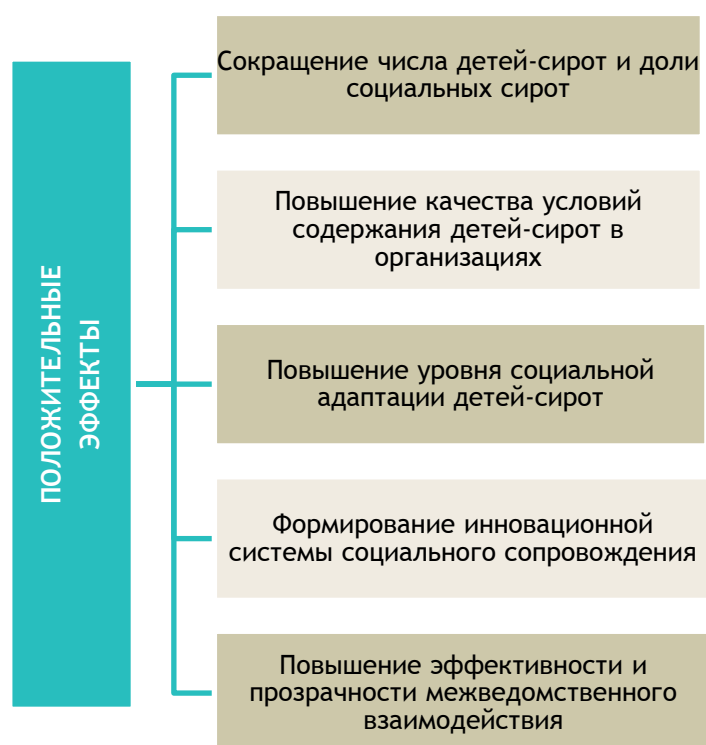 ПОЛОЖИТЕЛЬНЫЕ
ЭФФЕКТЫ
Сокращение числа детей-сирот и доли
социальных сирот
Повышение качества условий
содержания детей-сирот в
организациях
Повышение уровня социальной
адаптации детей-сирот
Формирование инновационной
системы социального сопровождения
Повышение эффективности и
прозрачности межведомственного
взаимодействия